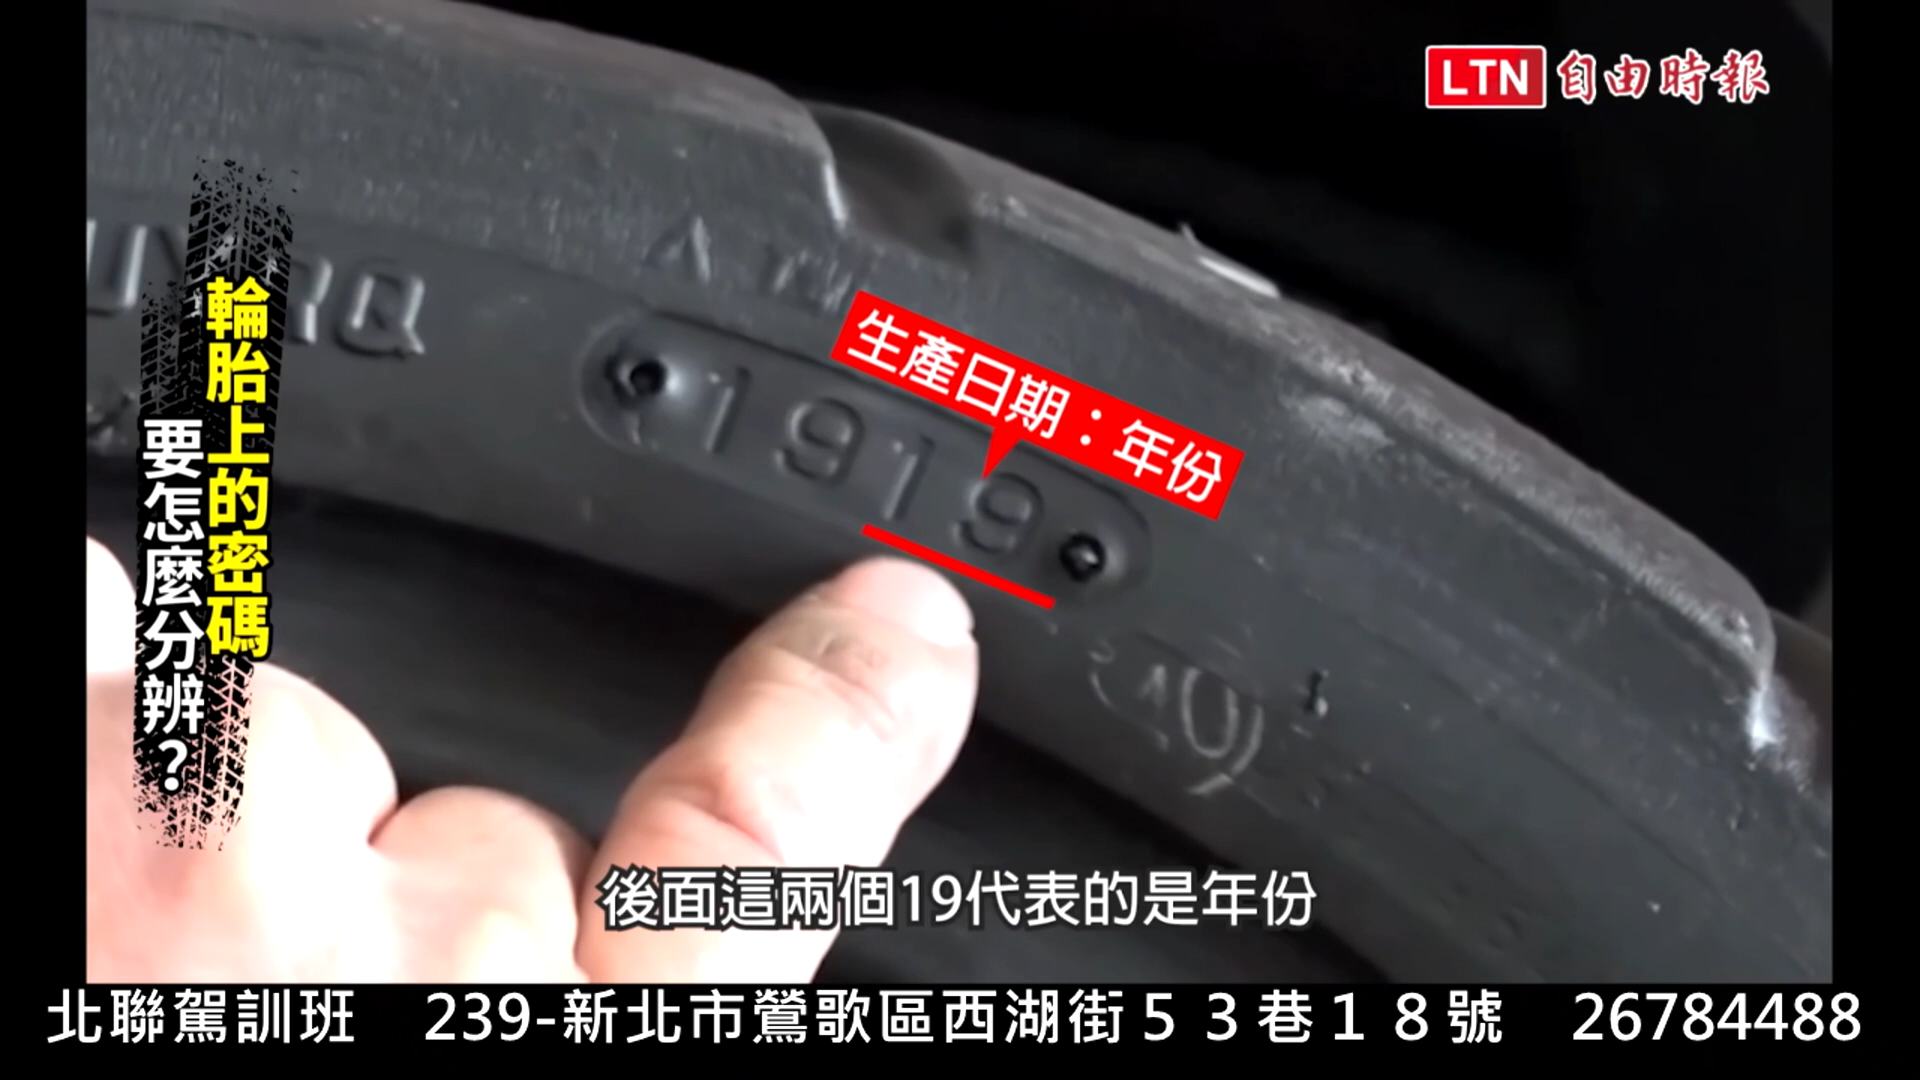 LTN 自由時報
輪胎上的密碼
要怎麼分辨？
生產日期：年份
1919
後面這兩個19代表的是年份
北聯駕訓班 239-新北市鶯歌區西湖街５３巷１８號 26784488